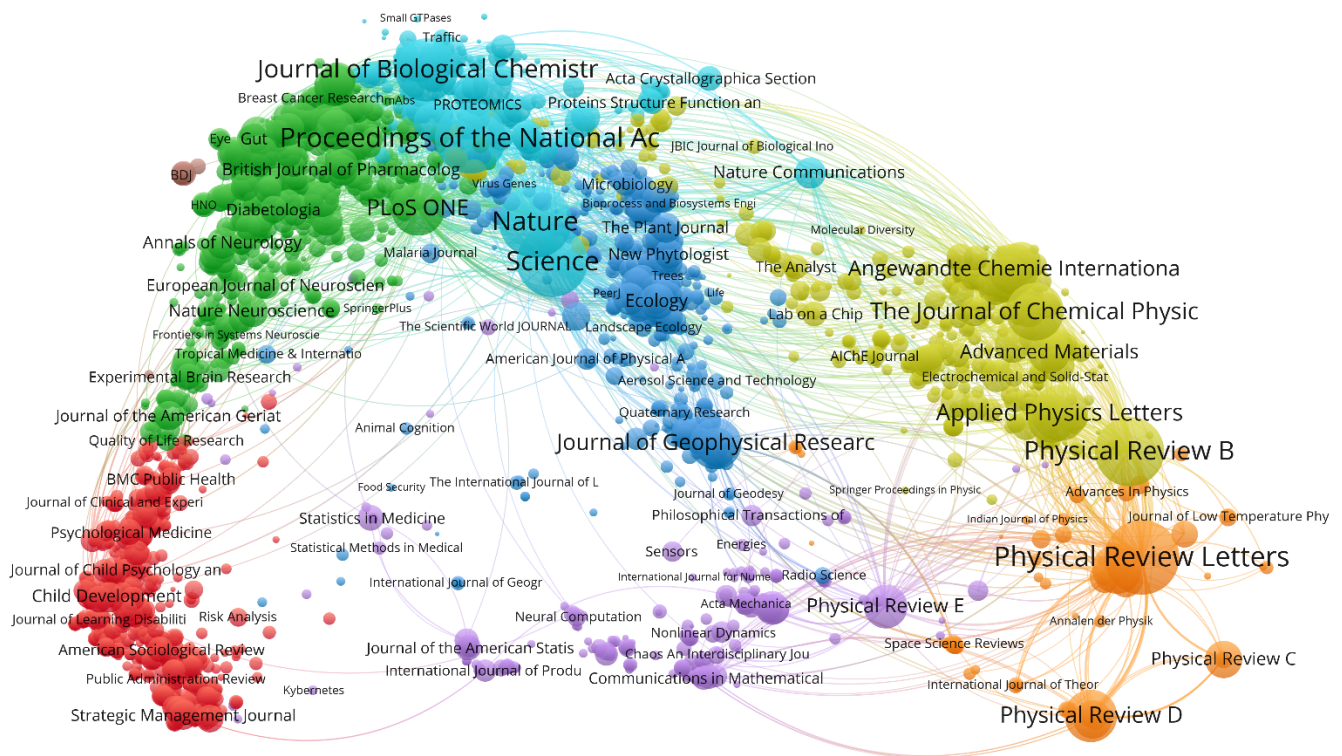 Small GTPases
Traffic
Journal of Biological Chemistr
Acta Crystallographica Section
Breast Cancer Research
mAbs
PROTEOMICS
Proteins Structure Function an
Eye
Gut
Proceedings of the National Ac
JBIC Journal of Biological Ino
BDJ
British Journal of Pharmacolog
Virus Genes
Microbiology
Nature Communications
HNO
Diabetologia
PLoS ONE
Bioprocess and Biosystems Engi
Nature
The Plant Journal
Molecular Diversity
Annals of Neurology
Malaria Journal
Science
New Phytologist
The Analyst
Angewandte Chemie Internationa
European Journal of Neuroscien
Trees
PeerJ
Ecology
Life
Nature Neuroscience
SpringerPlus
Lab on a Chip
The Journal of Chemical Physic
Frontiers in Systems Neuroscie
The Scientific World JOURNAL
Landscape Ecology
Tropical Medicine & Internatio
American Journal of Physical A
AIChE Journal
Advanced Materials
Experimental Brain Research
Aerosol Science and Technology
Electrochemical and Solid-Stat
Journal of the American Geriat
Quaternary Research
Applied Physics Letters
Animal Cognition
Quality of Life Research
Journal of Geophysical Researc
Physical Review B
BMC Public Health
Food Security
The International Journal of L
Journal of Geodesy
Springer Proceedings in Physic
Advances In Physics
Journal of Clinical and Experi
Statistics in Medicine
Philosophical Transactions of
Indian Journal of Physics
Journal of Low Temperature Phy
Psychological Medicine
Statistical Methods in Medical
Sensors
Energies
Physical Review Letters
Journal of Child Psychology an
International Journal of Geogr
International Journal for Nume
Radio Science
Child Development
Journal of Learning Disabiliti
Risk Analysis
Neural Computation
Acta Mechanica
Physical Review E
Annalen der Physik
American Sociological Review
Journal of the American Statis
Nonlinear Dynamics
Chaos An Interdisciplinary Jou
Space Science Reviews
Physical Review C
Public Administration Review
Kybernetes
International Journal of Produ
Communications in Mathematical
International Journal of Theor
Strategic Management Journal
Physical Review D